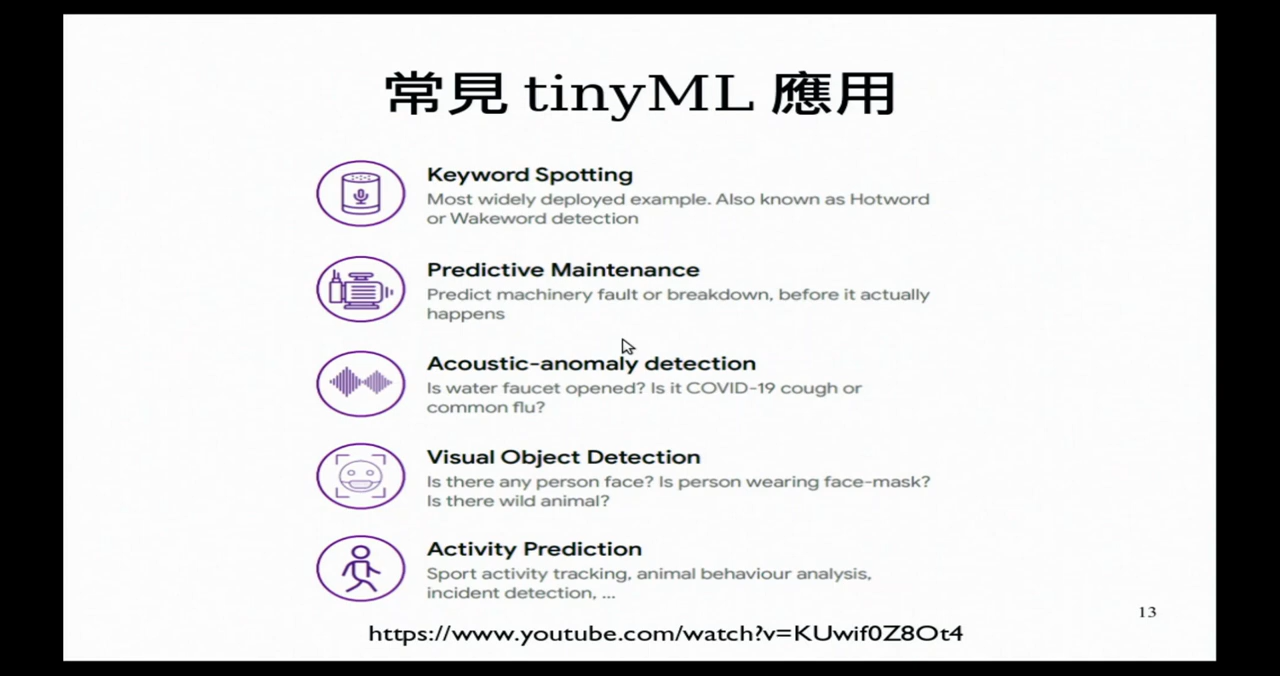 常見 tinyML 應用
Keyword Spotting
Most widely deployed example. Also known as Hotword
or Wakeword detection
Predictive Maintenance
Predict machinery fault or breakdown, before it actually
happens
Acoustic-anomaly detection
Is water faucet opened? Is it COVID-19 cough or
common flu?
Visual Object Detection
Is there any person face? Is person wearing face-mask?
Is there wild animal?
Activity Prediction
Sport activity tracking, animal behaviour analysis,
incident detection, ...
13
https://www.youtube.com/watch?v=KUwif0Z8Ot4